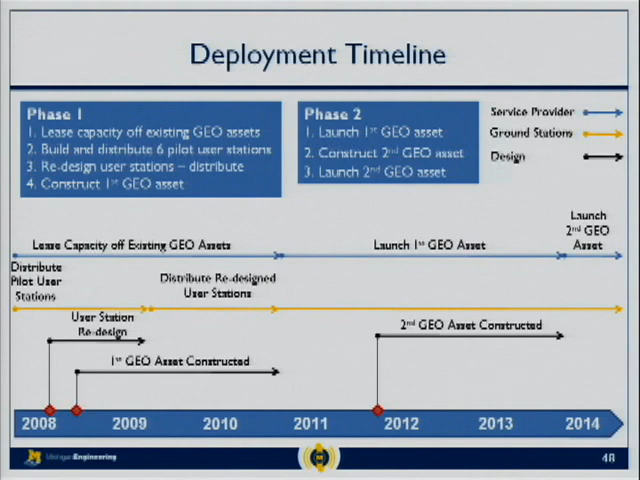 Deployment Timeline
Phase 1
1. Lease capacity off existing GEO assets
2. Build and distribute 6 pilot user stations
3. Re-design user stations – distribute
4. Construct 1st GEO asset
Phase 2
1. Launch 1st GEO asset
2. Construct 2nd GEO asset
3. Launch 2nd GEO asset
Service Provider
Ground Stations
Design
Lease Capacity off Existing GEO Assets
Launch 1st GEO Asset
Launch
2nd GEO
Asset
Distribute
Pilot User
Stations
Distribute Re-designed
User Stations
User Station
Re-design
2nd GEO Asset Constructed
1st GEO Asset Constructed
2008 2009 2010 2011 2012 2013 2014
MichiganEngineering
48